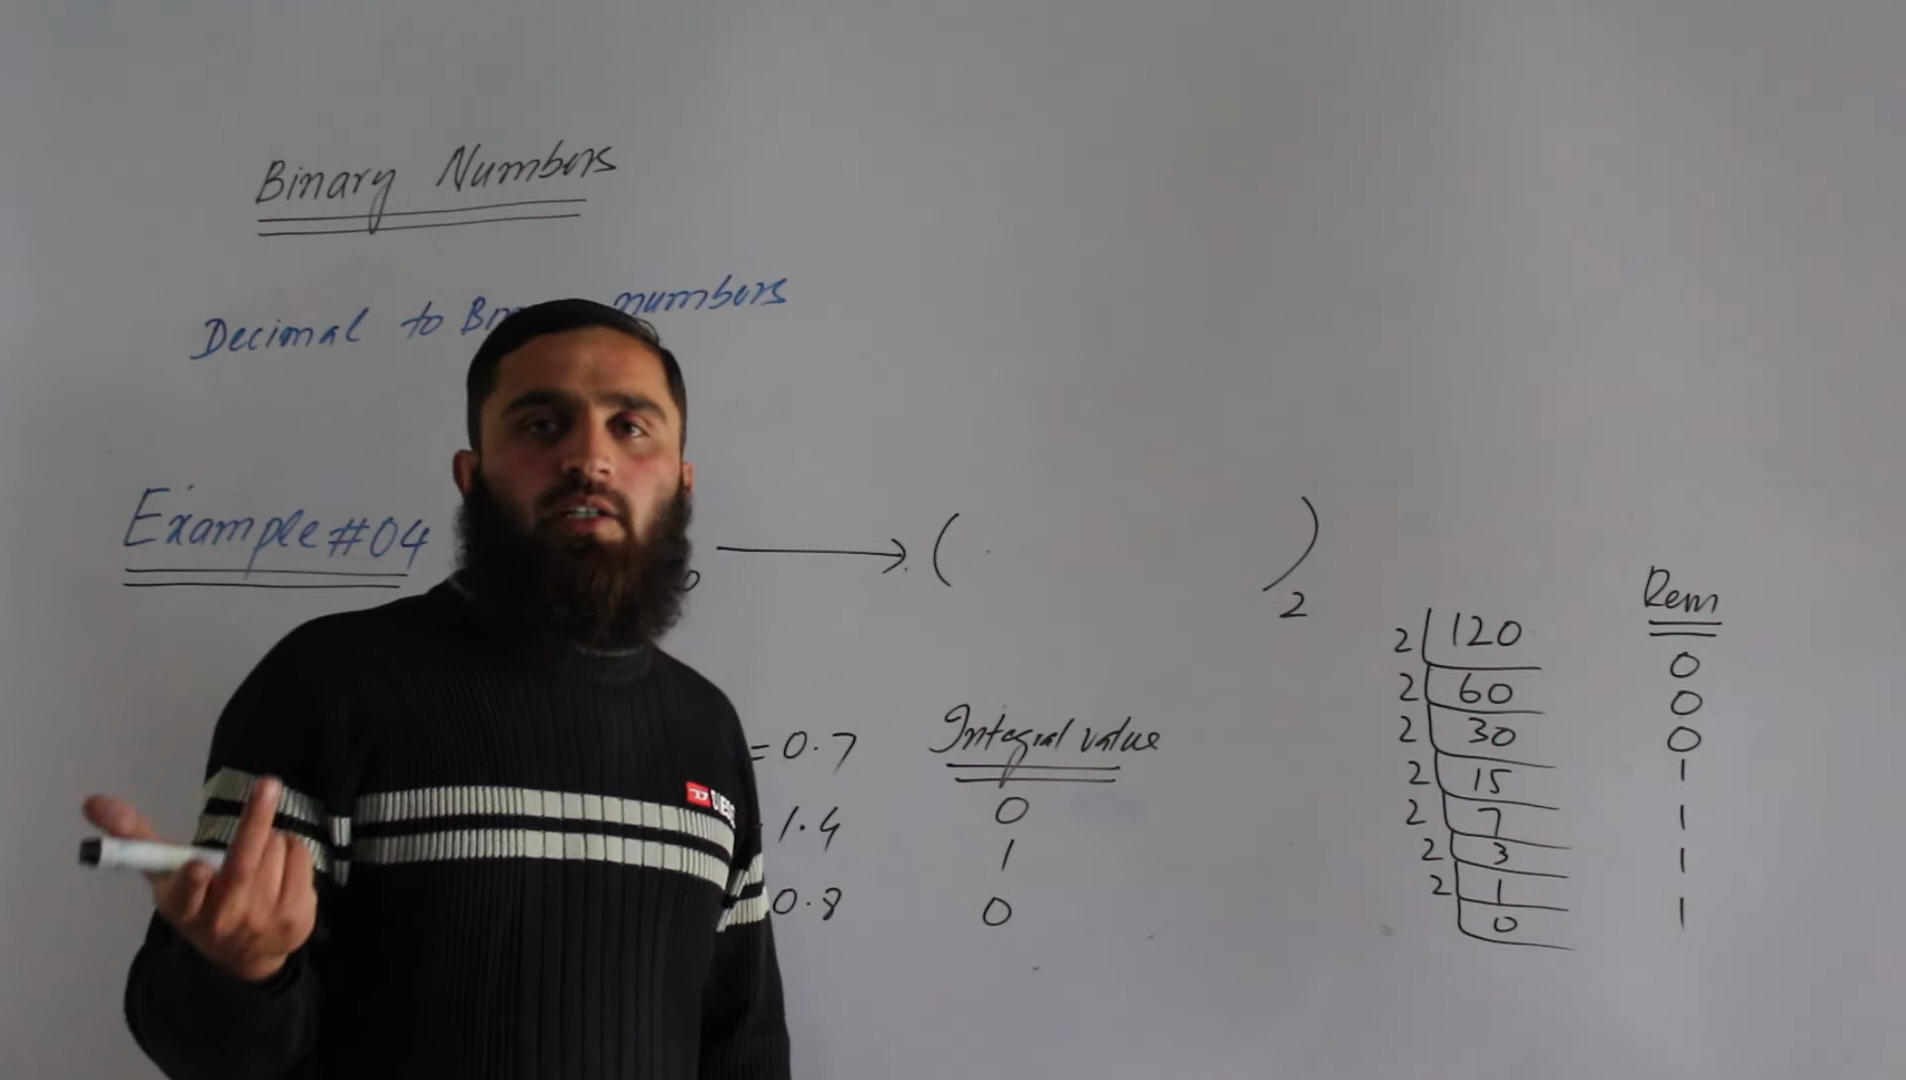 Binary Numbers
Decimal to numbers
Example #04
→ ( )2
Rem
2 120 0
2 60 0
2 30 0
2 15 1
2 7 1
2 3 1
2 1 1
0
Integral value
= 0.7 0
1.4 1
0.8 0